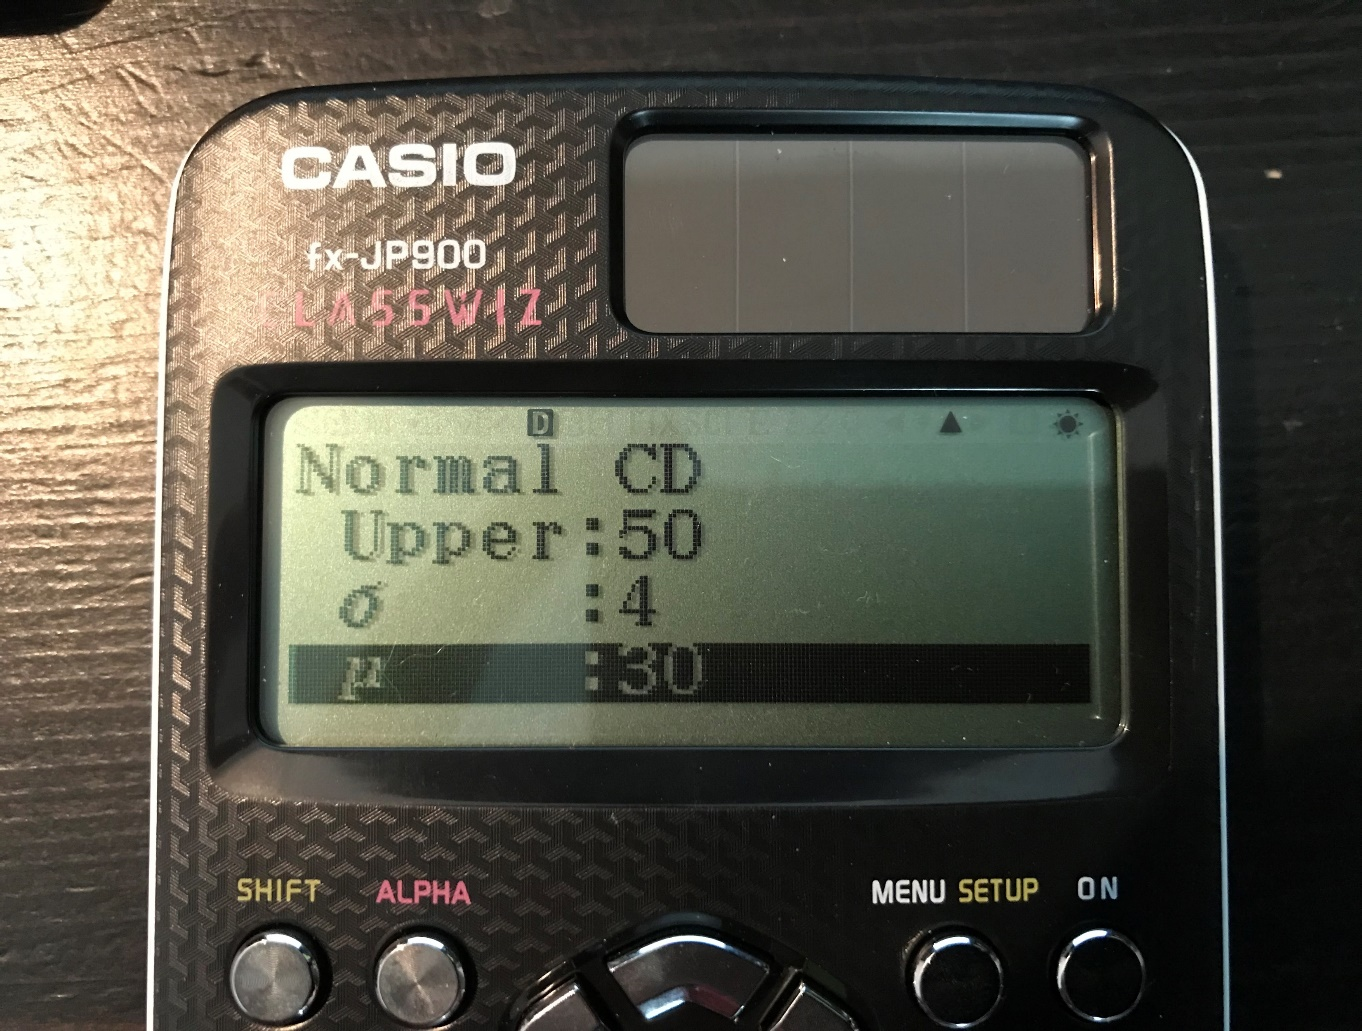 CASIO
fx-JP900
CLASSWIZ
D
Normal CD
Upper:50
σ :4
μ :30
SHIFT ALPHA MENU SETUP ON